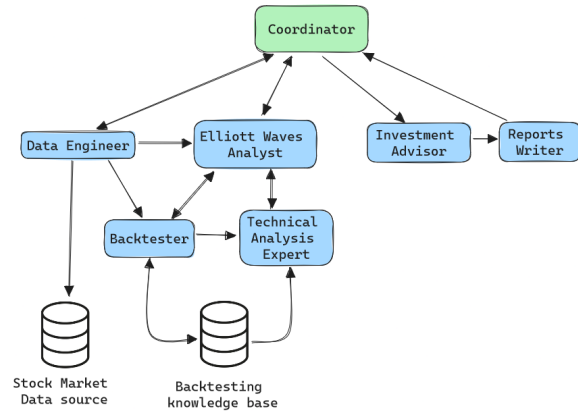 Coordinator
Data Engineer
Elliott Waves
Analyst
Investment
Advisor
Reports
Writer
Backtester
Technical
Analysis
Expert
Stock Market
Data source
Backtesting
knowledge base